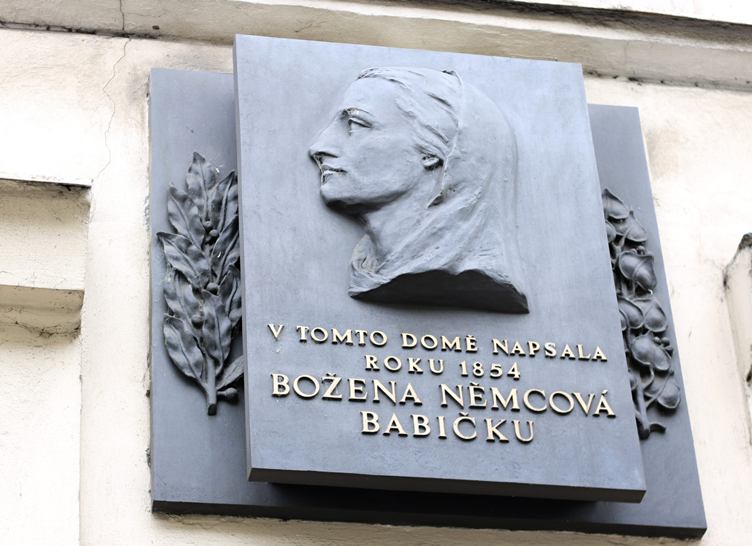 V TOMTO DOMĚ NAPSALA
ROKU 1854
BOŽENA NĚMCOVÁ
BABIČKU